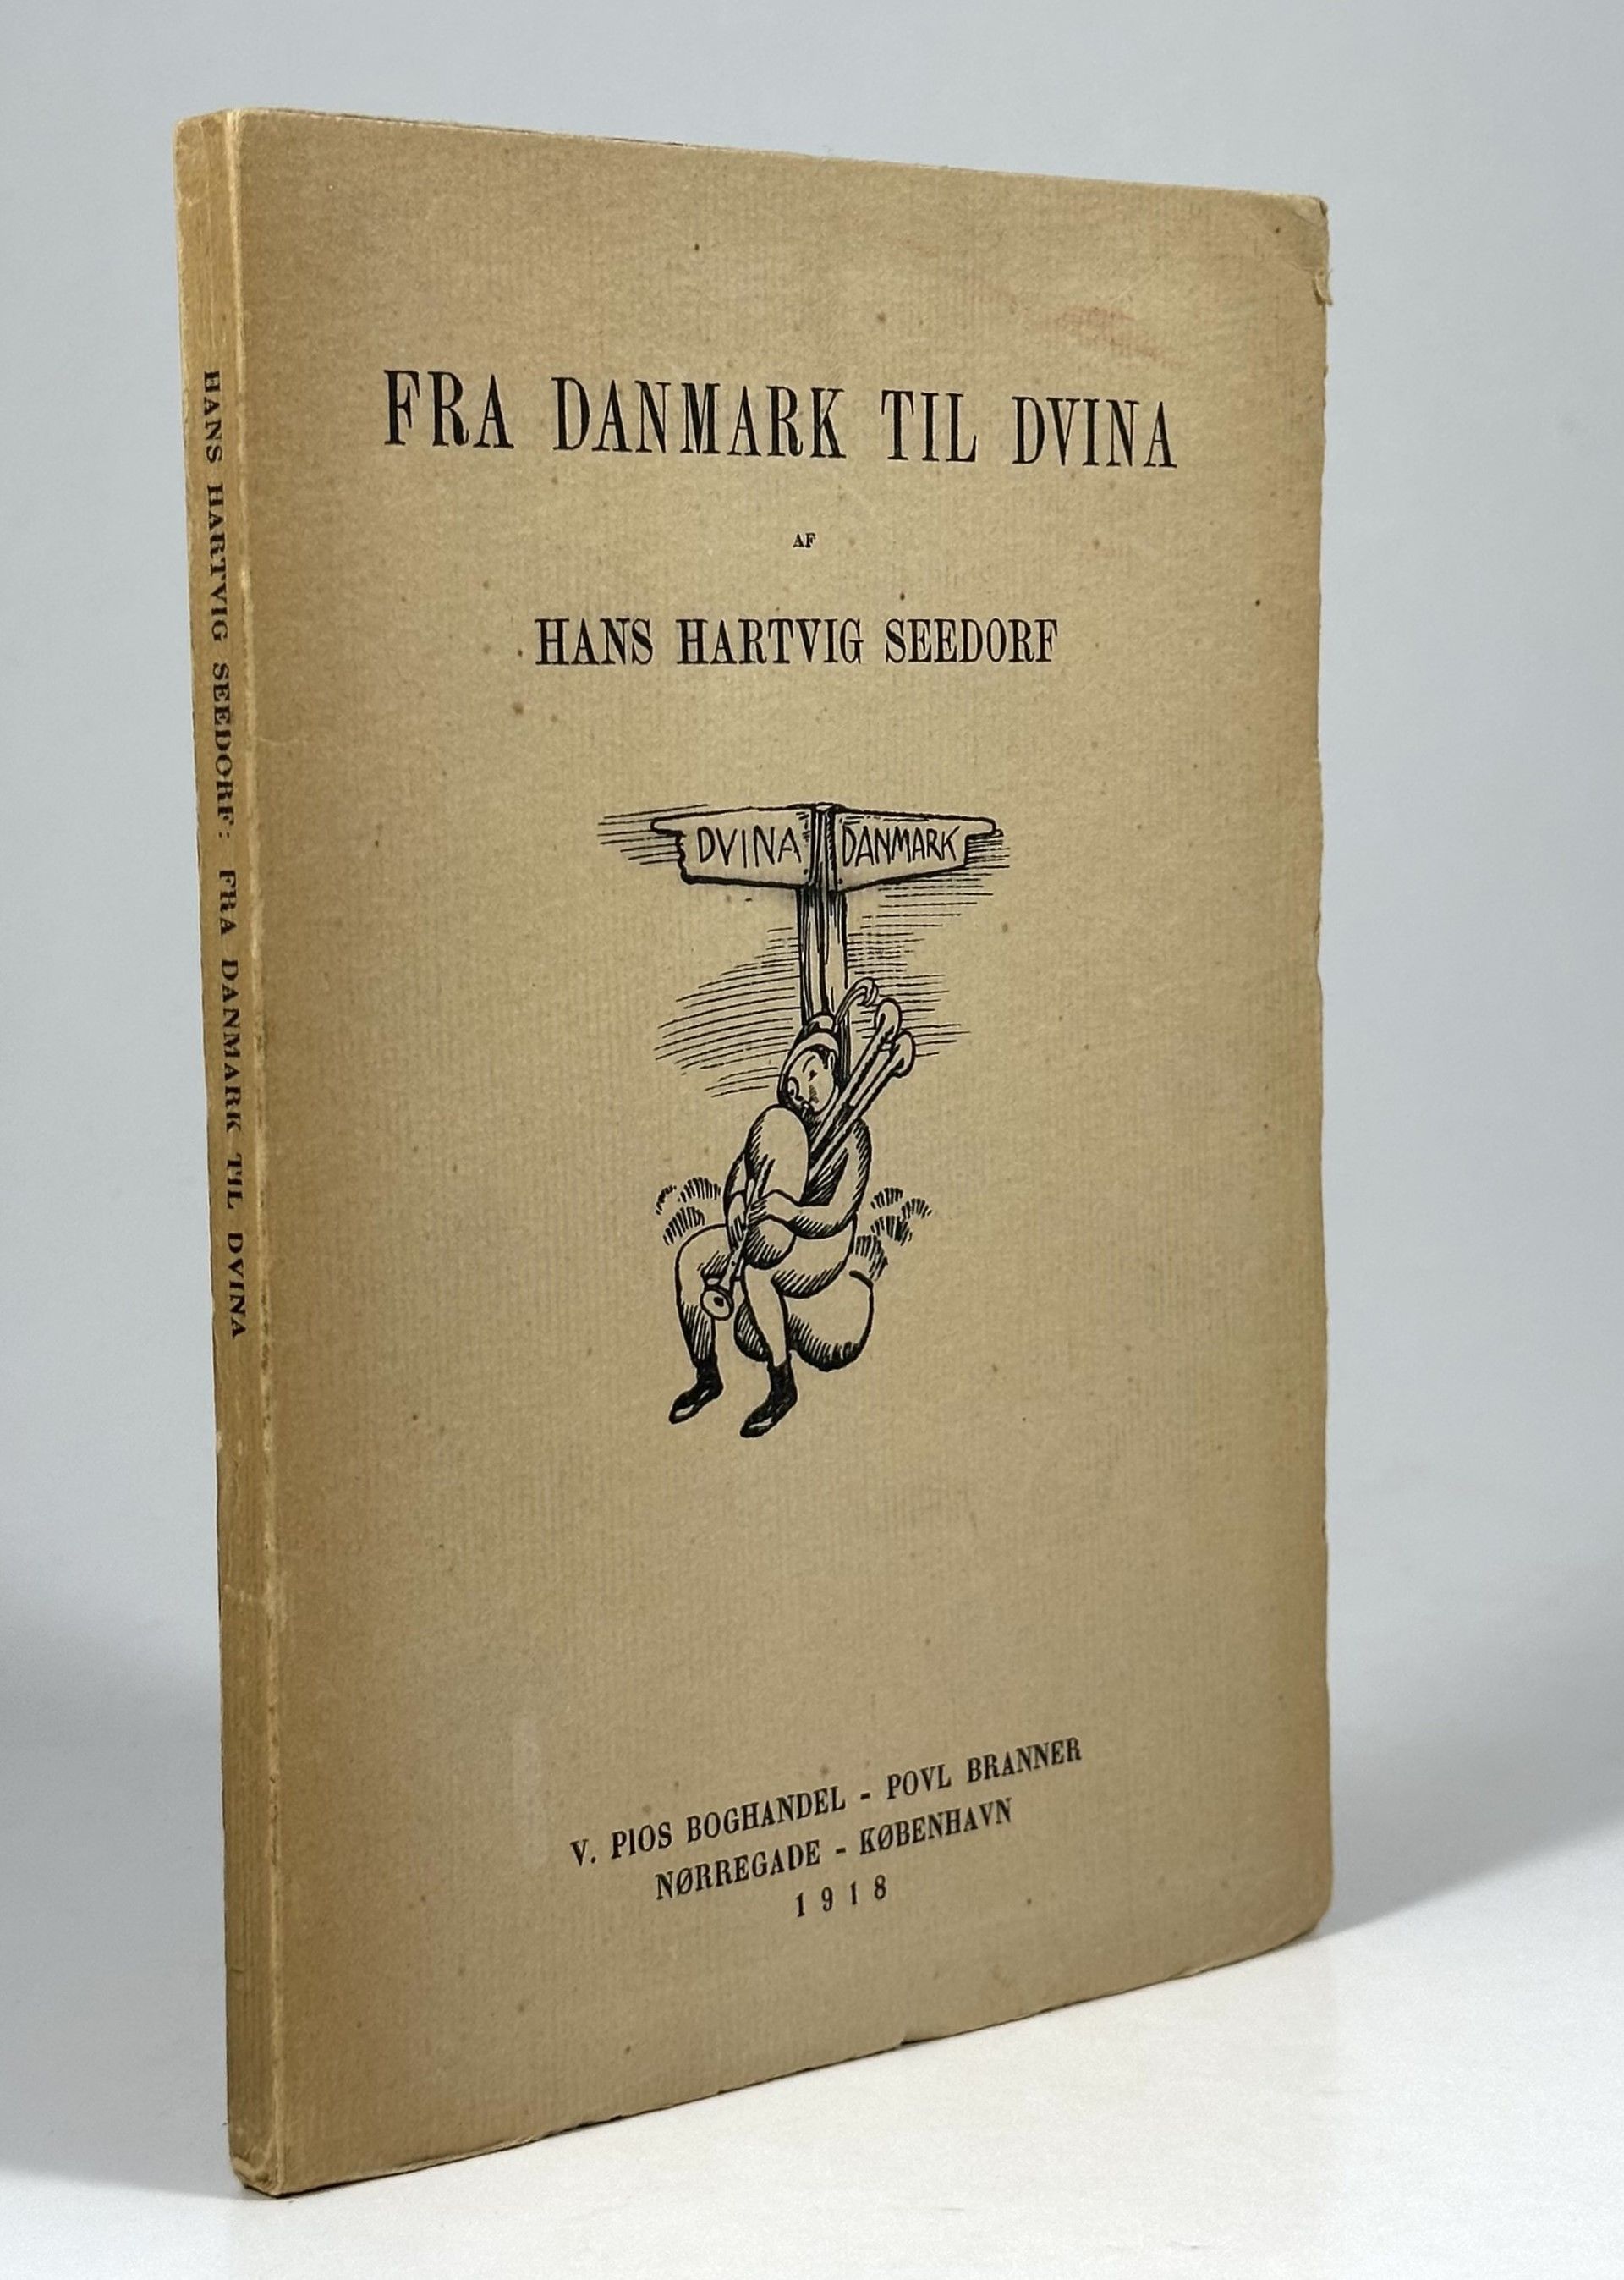 HANS HARTVIG SEEDORF: FRA DANMARK TIL DVINA
FRA DANMARK TIL DVINA
AF
HANS HARTVIG SEEDORF
DVINA DANMARK
V. PIOS BOGHANDEL - POVL BRANNER
NØRREGADE - KØBENHAVN
1918